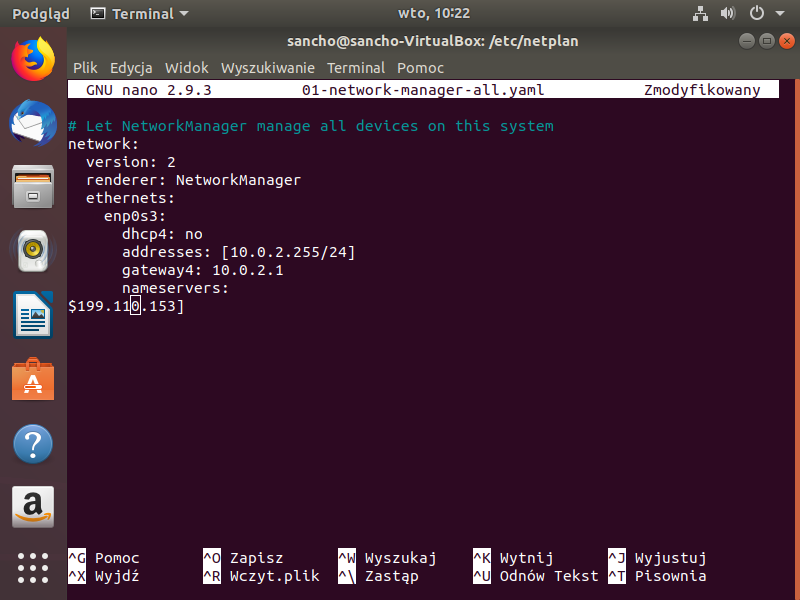 Podgląd Terminal wto, 10:22
sancho@sancho-VirtualBox: /etc/netplan
Plik Edycja Widok Wyszukiwanie Terminal Pomoc
GNU nano 2.9.3 01-network-manager-all.yaml Zmodyfikowany
# Let NetworkManager manage all devices on this system
network:
  version: 2
  renderer: NetworkManager
  ethernets:
    enp0s3:
      dhcp4: no
      addresses: [10.0.2.255/24]
      gateway4: 10.0.2.1
      nameservers:
$199.110.153]
^G Pomoc ^O Zapisz ^W Wyszukaj ^K Wytnij ^J Wyjustuj
^X Wyjdź ^R Wczyt.plik ^\ Zastąp ^U Odnów Tekst ^T Pisownia